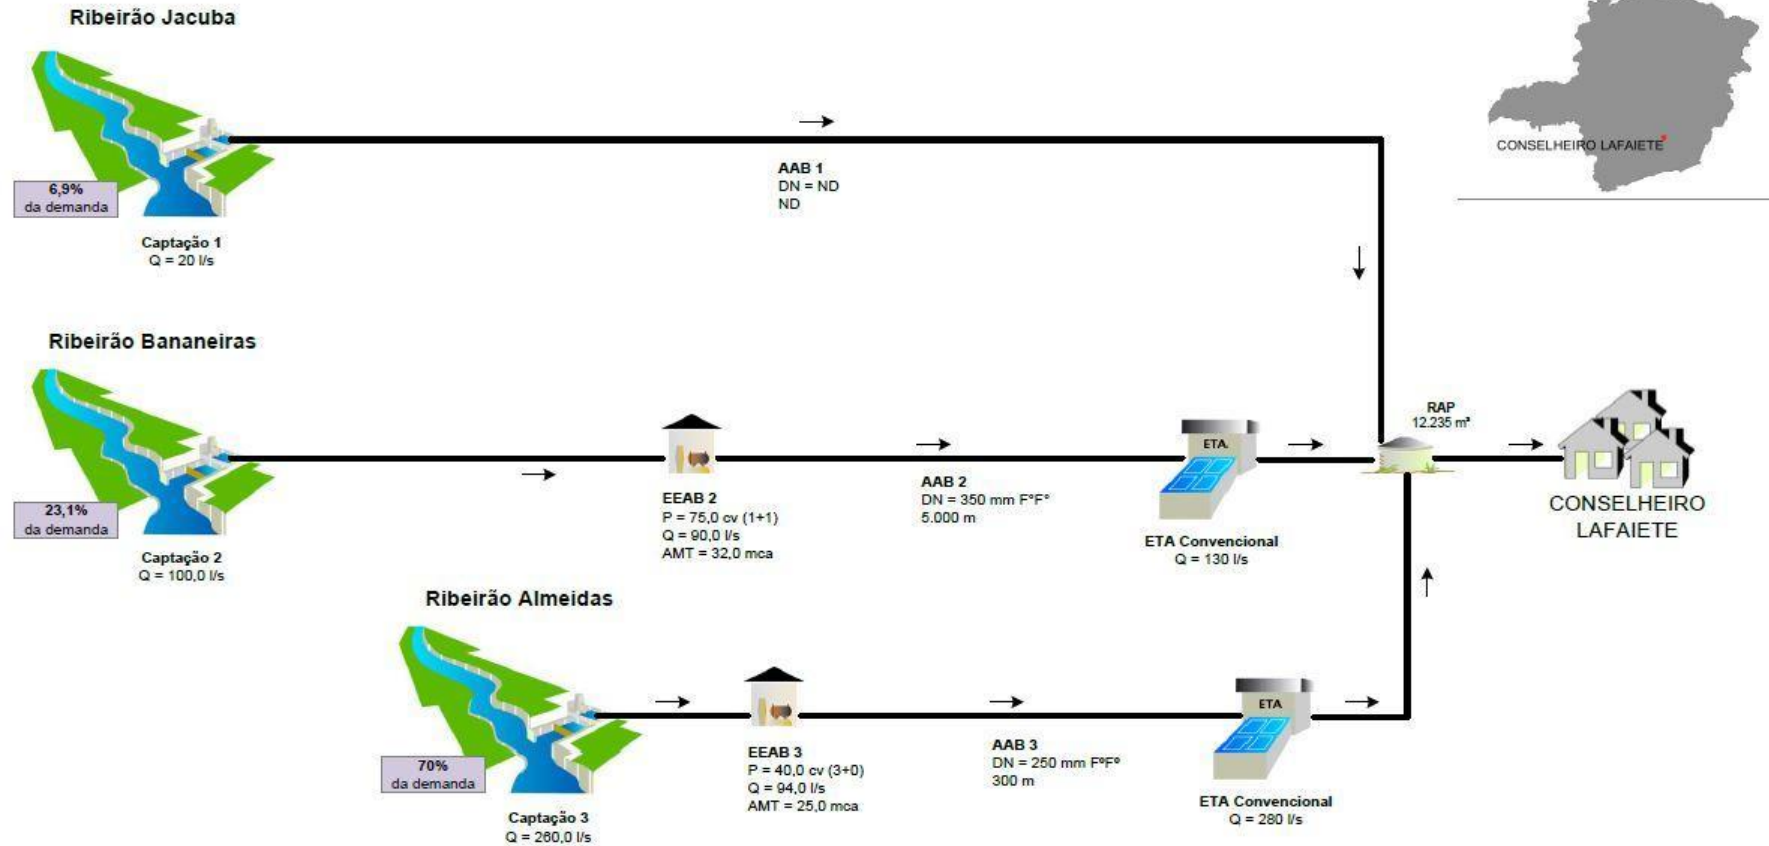 Ribeirão Jacuba
CONSELHEIRO LAFAIETE
6,9%
da demanda
AAB 1
DN = ND
ND
Captação 1
Q = 20 l/s
Ribeirão Bananeiras
23,1%
da demanda
Captação 2
Q = 100,0 l/s
EEAB 2
P = 75,0 cv (1+1)
Q = 90,0 l/s
AMT = 32,0 mca
AAB 2
DN = 350 mm FºFº
5.000 m
ETA
ETA Convencional
Q = 130 l/s
RAP
12.235 m³
CONSELHEIRO
LAFAIETE
Ribeirão Almeidas
70%
da demanda
Captação 3
Q = 260,0 l/s
EEAB 3
P = 40,0 cv (3+0)
Q = 94,0 l/s
AMT = 25,0 mca
AAB 3
DN = 250 mm FºFº
300 m
ETA
ETA Convencional
Q = 280 l/s